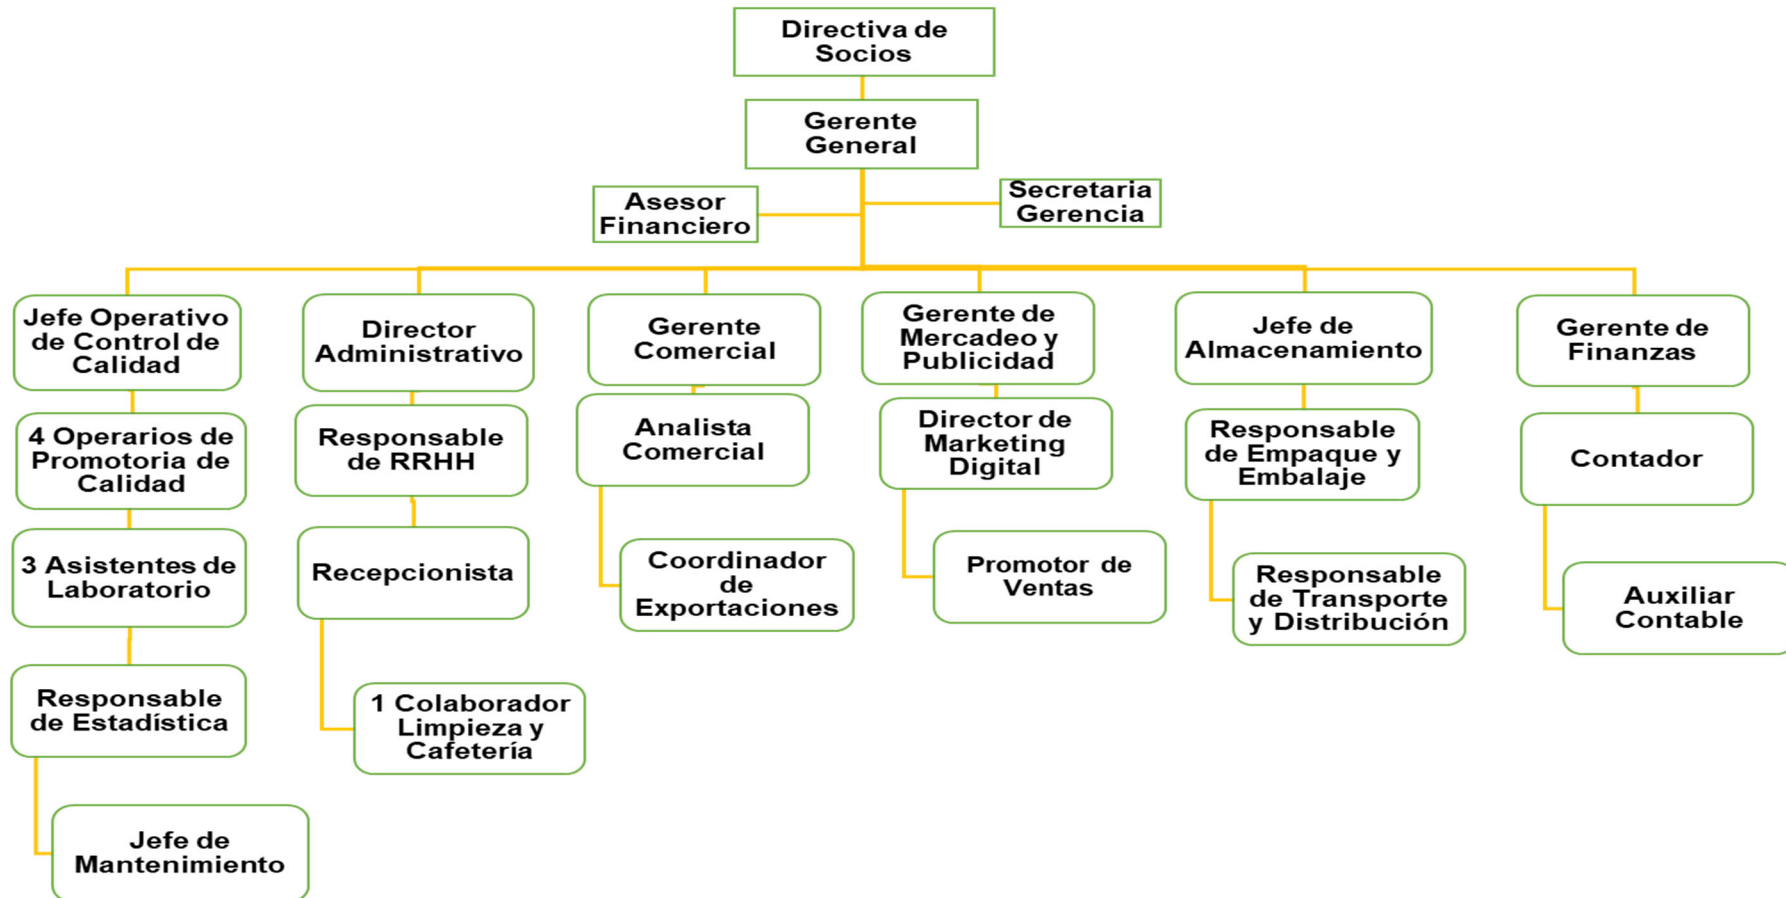 Directiva de
Socios
Gerente
General
Asesor
Financiero
Secretaria
Gerencia
Jefe Operativo
de Control de
Calidad
Director
Administrativo
Gerente
Comercial
Gerente de
Mercadeo y
Publicidad
Jefe de
Almacenamiento
Gerente de
Finanzas
4 Operarios de
Promotoria de
Calidad
Responsable
de RRHH
Analista
Comercial
Director de
Marketing
Digital
Responsable
de Empaque y
Embalaje
Contador
3 Asistentes de
Laboratorio
Recepcionista
Coordinador
de
Exportaciones
Promotor de
Ventas
Responsable
de Transporte
y Distribución
Auxiliar
Contable
Responsable
de Estadística
1 Colaborador
Limpieza y
Cafetería
Jefe de
Mantenimiento